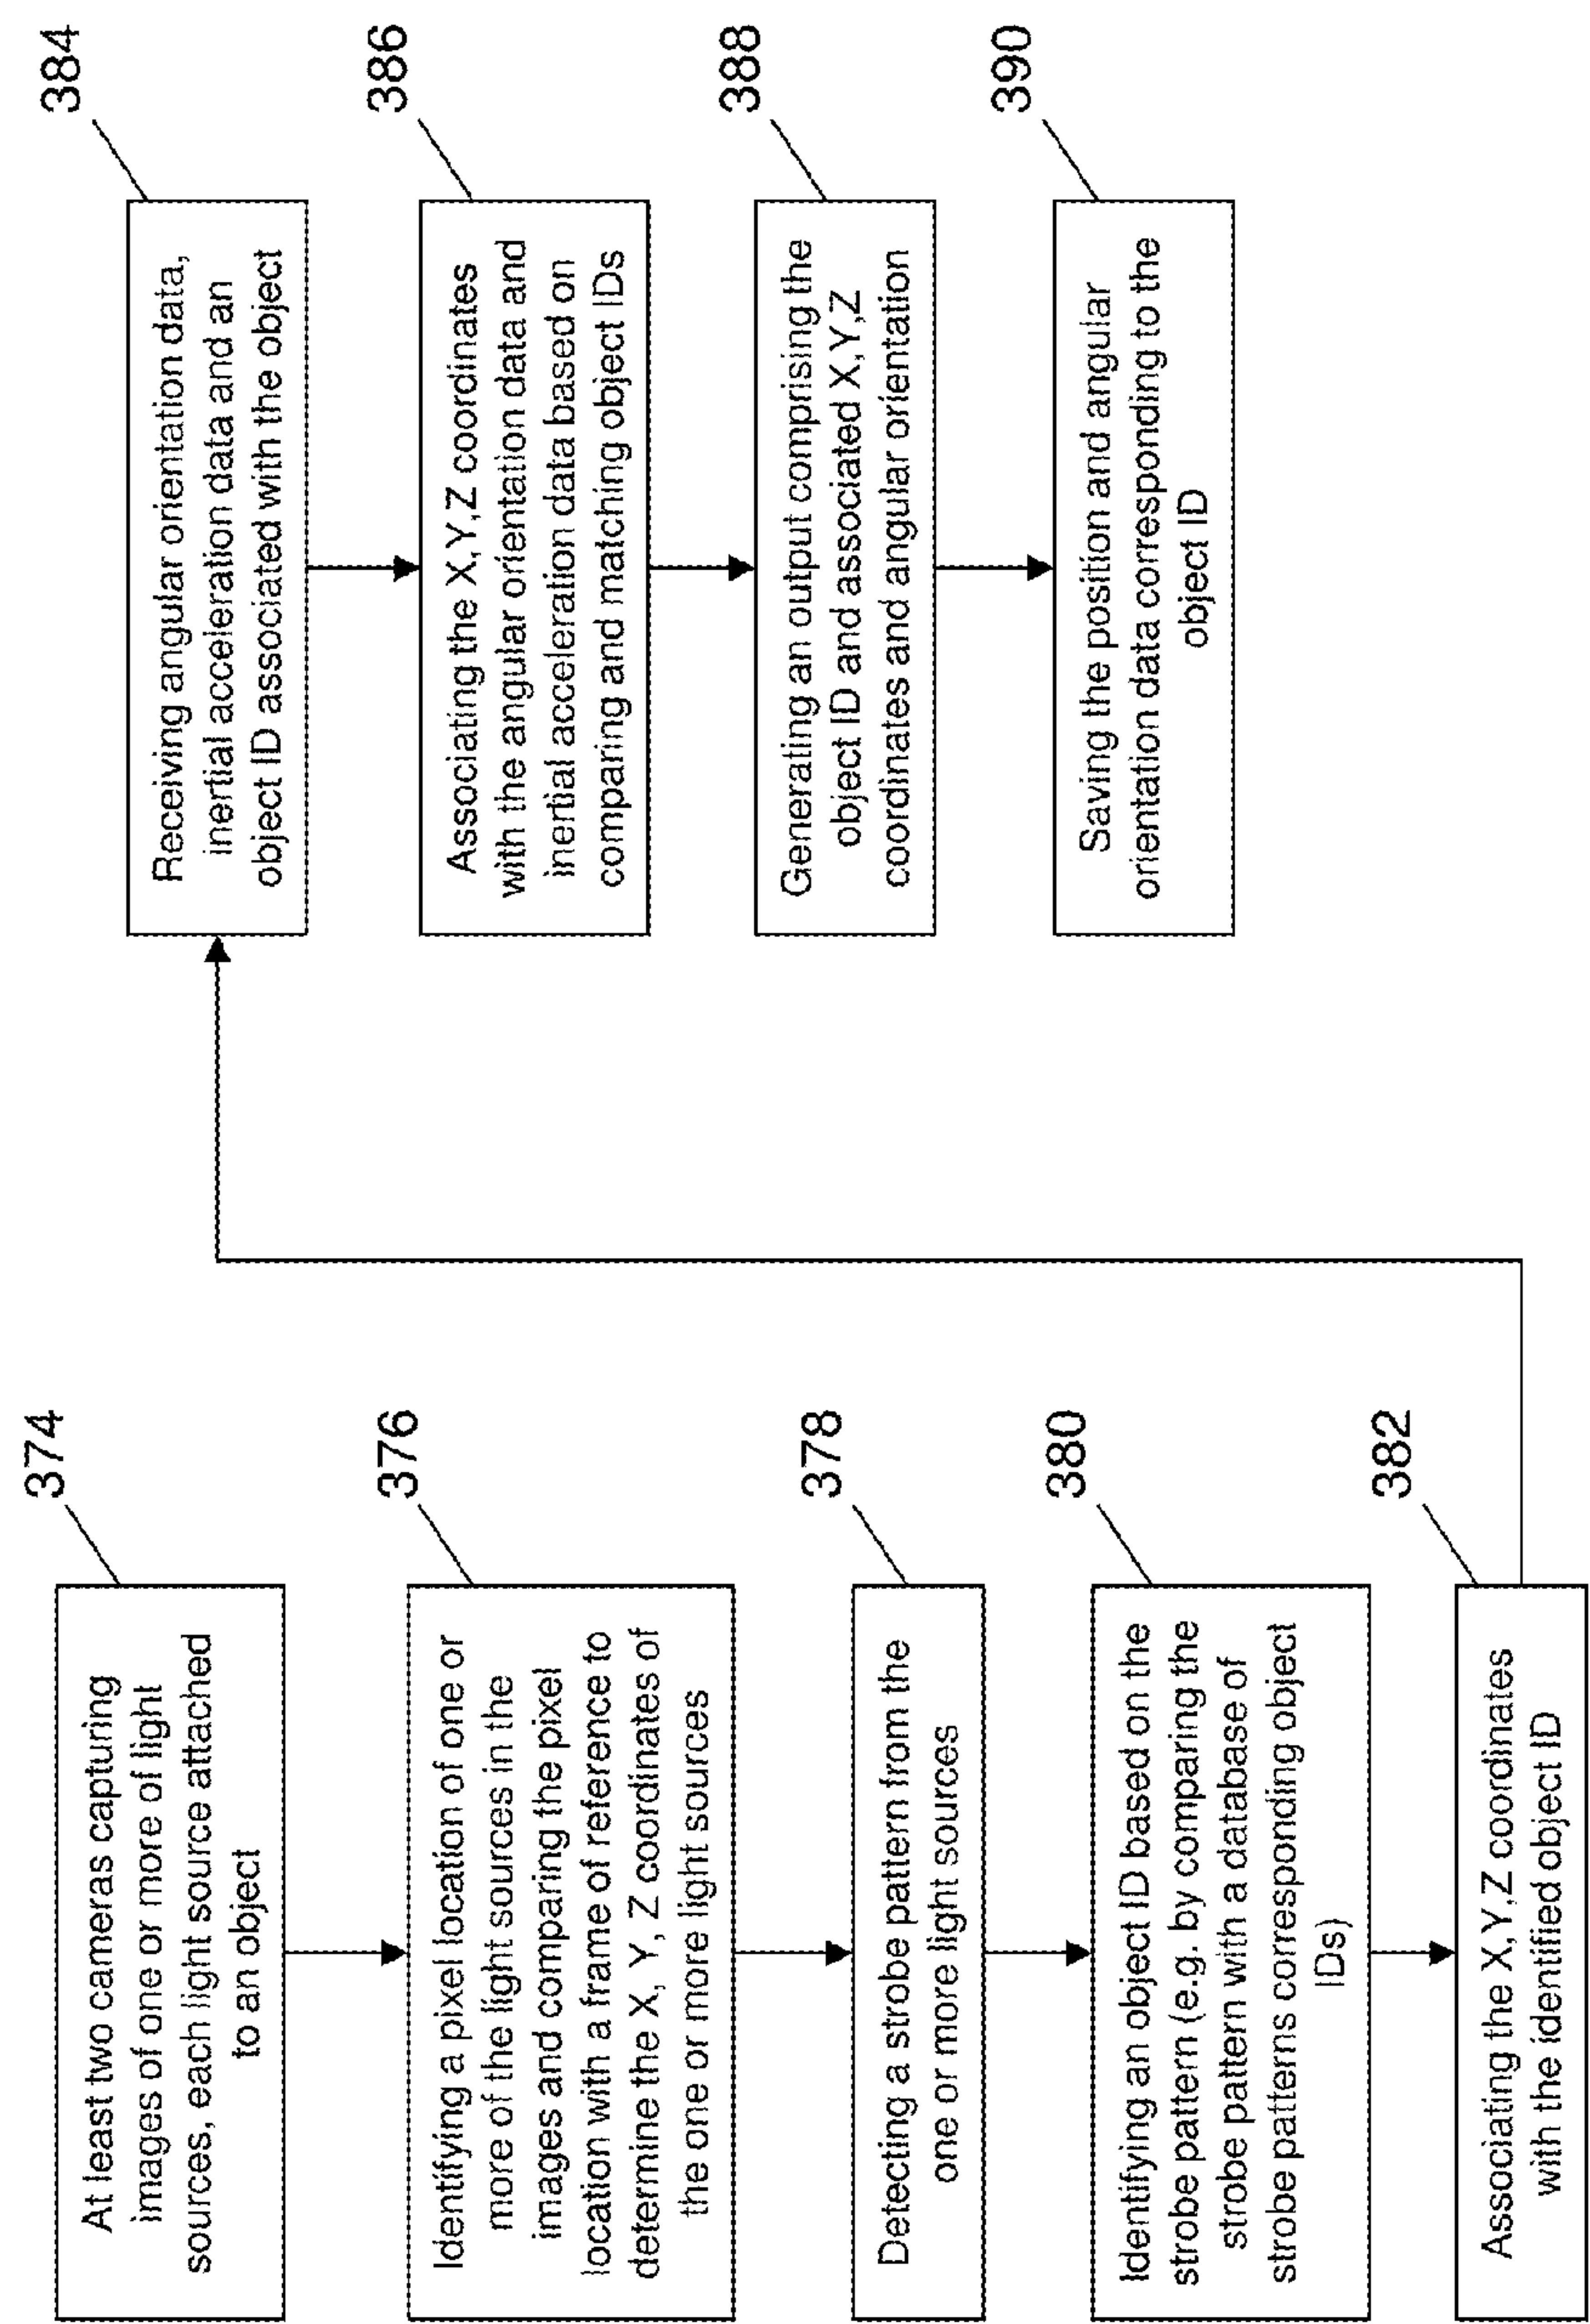 374
At least two cameras capturing
images of one or more of light
sources, each light source attached
to an object
376
Identifying a pixel location of one or
more of the light sources in the
images and comparing the pixel
location with a frame of reference to
determine the X, Y, Z coordinates of
the one or more light sources
378
Detecting a strobe pattern from the
one or more light sources
380
Identifying an object ID based on the
strobe pattern (e.g. by comparing the
strobe pattern with a database of
strobe patterns corresponding object
IDs)
382
Associating the X,Y,Z coordinates
with the identified object ID
384
Receiving angular orientation data,
inertial acceleration data and an
object ID associated with the object
386
Associating the X,Y,Z coordinates
with the angular orientation data and
inertial acceleration data based on
comparing and matching object IDs
388
Generating an output comprising the
object ID and associated X,Y,Z
coordinates and angular orientation
390
Saving the position and angular
orientation data corresponding to the
object ID